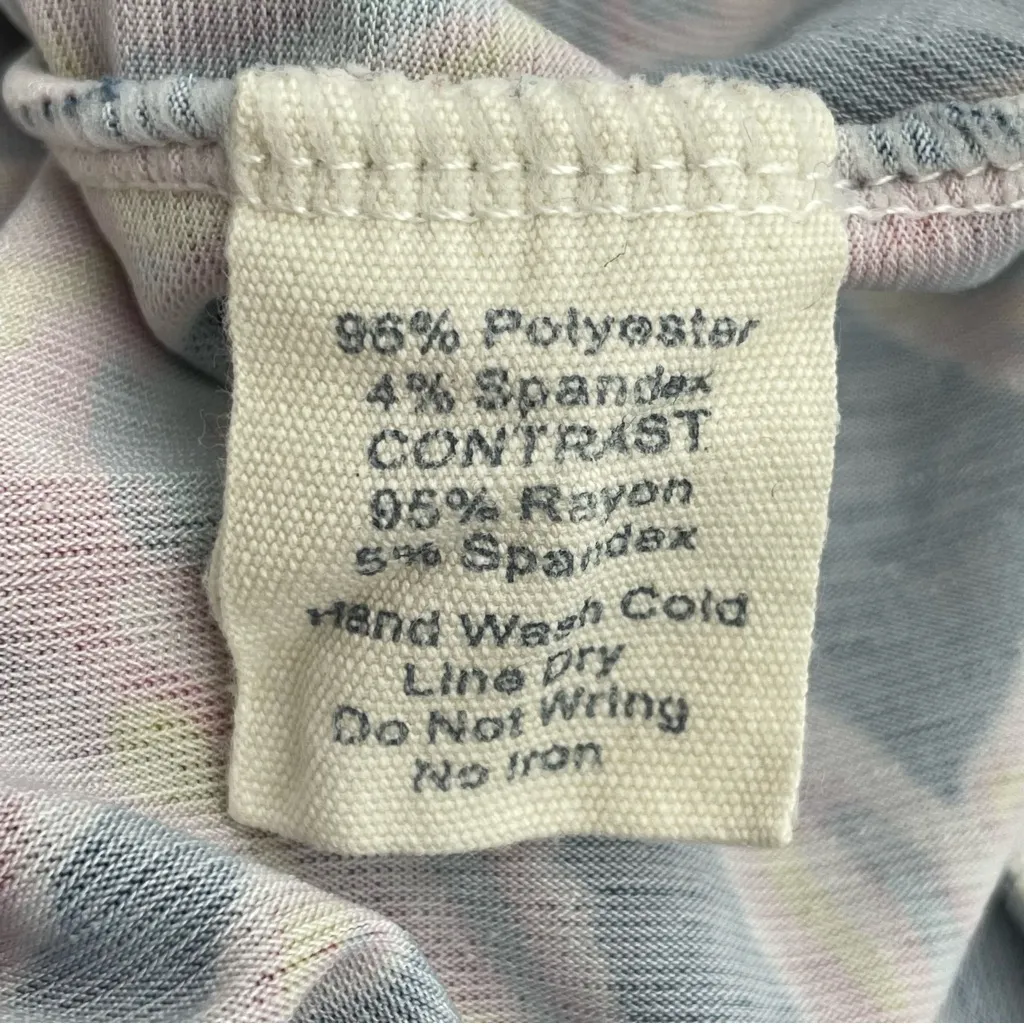 96% Polyester
4% Spandex
CONTRAST
95% Rayon
5% Spandex
Hand Wash Cold
Line Dry
Do Not Wring
No Iron